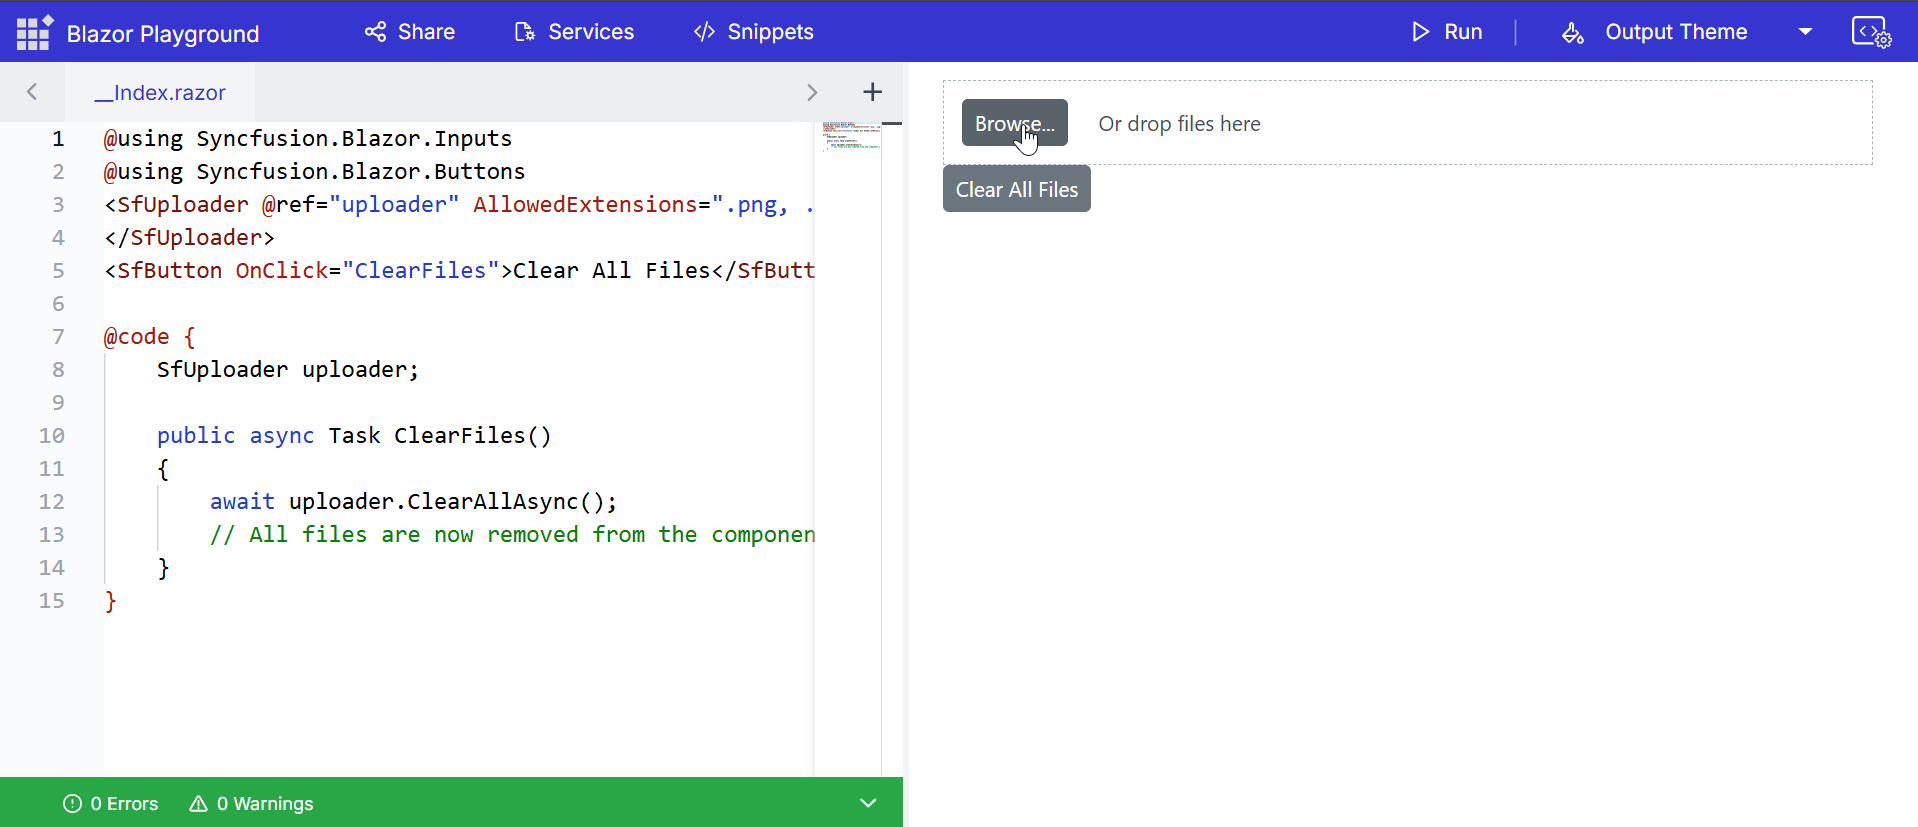 Blazor Playground
Share
Services
Snippets
Run
Output Theme
__Index.razor
1 @using Syncfusion.Blazor.Inputs
2 @using Syncfusion.Blazor.Buttons
3 <SfUploader @ref="uploader" AllowedExtensions=".png, .
4 </SfUploader>
5 <SfButton OnClick="ClearFiles">Clear All Files</SfButt
6
7 @code {
8 SfUploader uploader;
9
10 public async Task ClearFiles()
11 {
12 await uploader.ClearAllAsync();
13 // All files are now removed from the componen
14 }
15 }
0 Errors
0 Warnings
Browse...
Or drop files here
Clear All Files